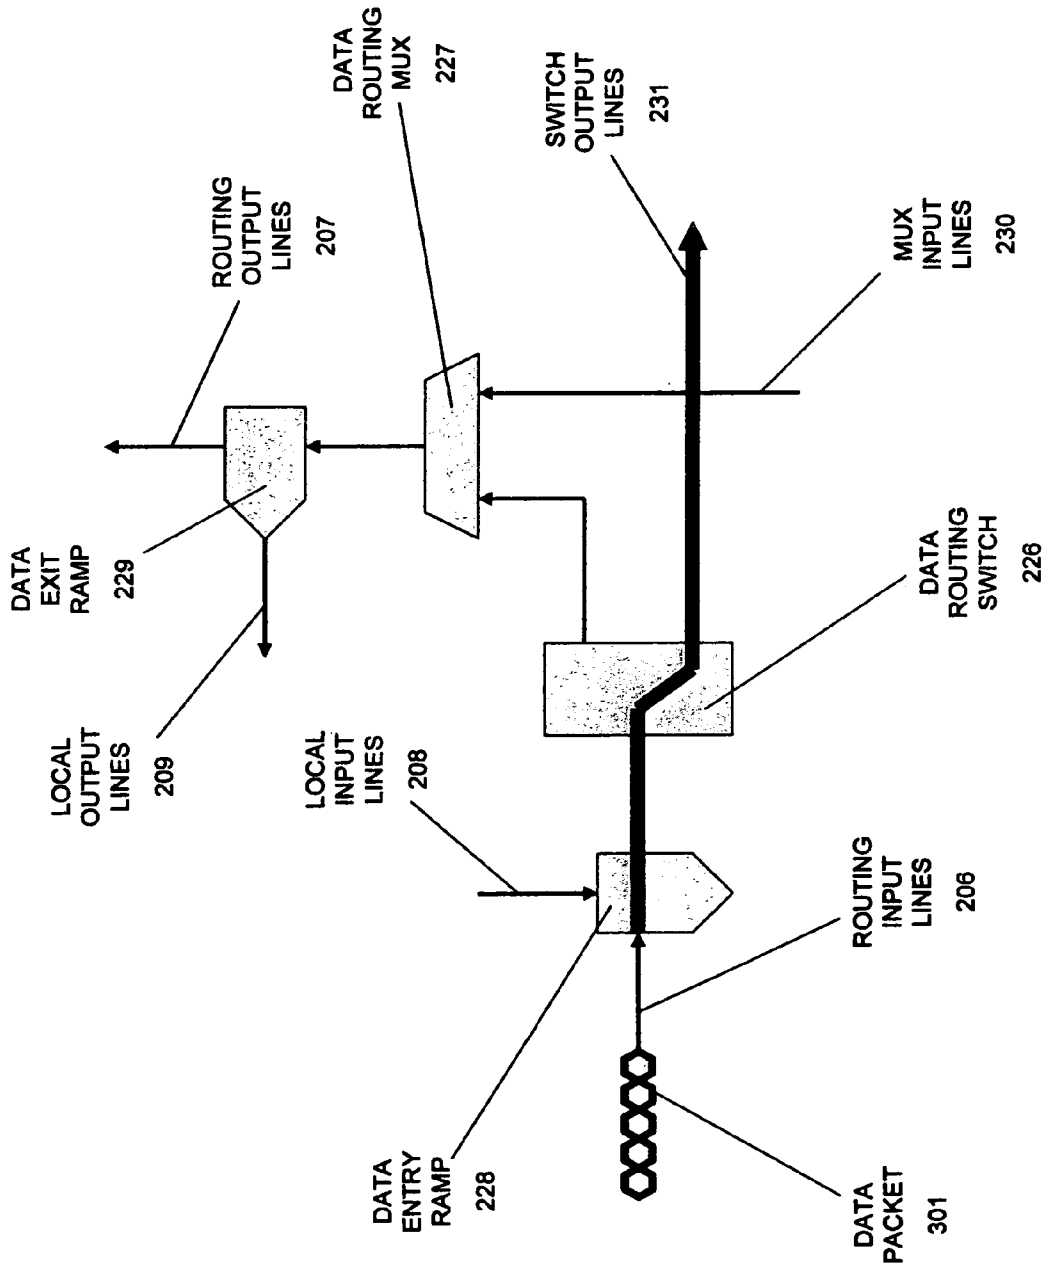 DATA
ROUTING
MUX
227
ROUTING
OUTPUT
LINES
207
SWITCH
OUTPUT
LINES
231
MUX
INPUT
LINES
230
DATA
EXIT
RAMP
229
DATA
ROUTING
SWITCH
226
LOCAL
OUTPUT
LINES
209
LOCAL
INPUT
LINES
208
ROUTING
INPUT
LINES
206
DATA
ENTRY
RAMP
228
DATA
PACKET
301